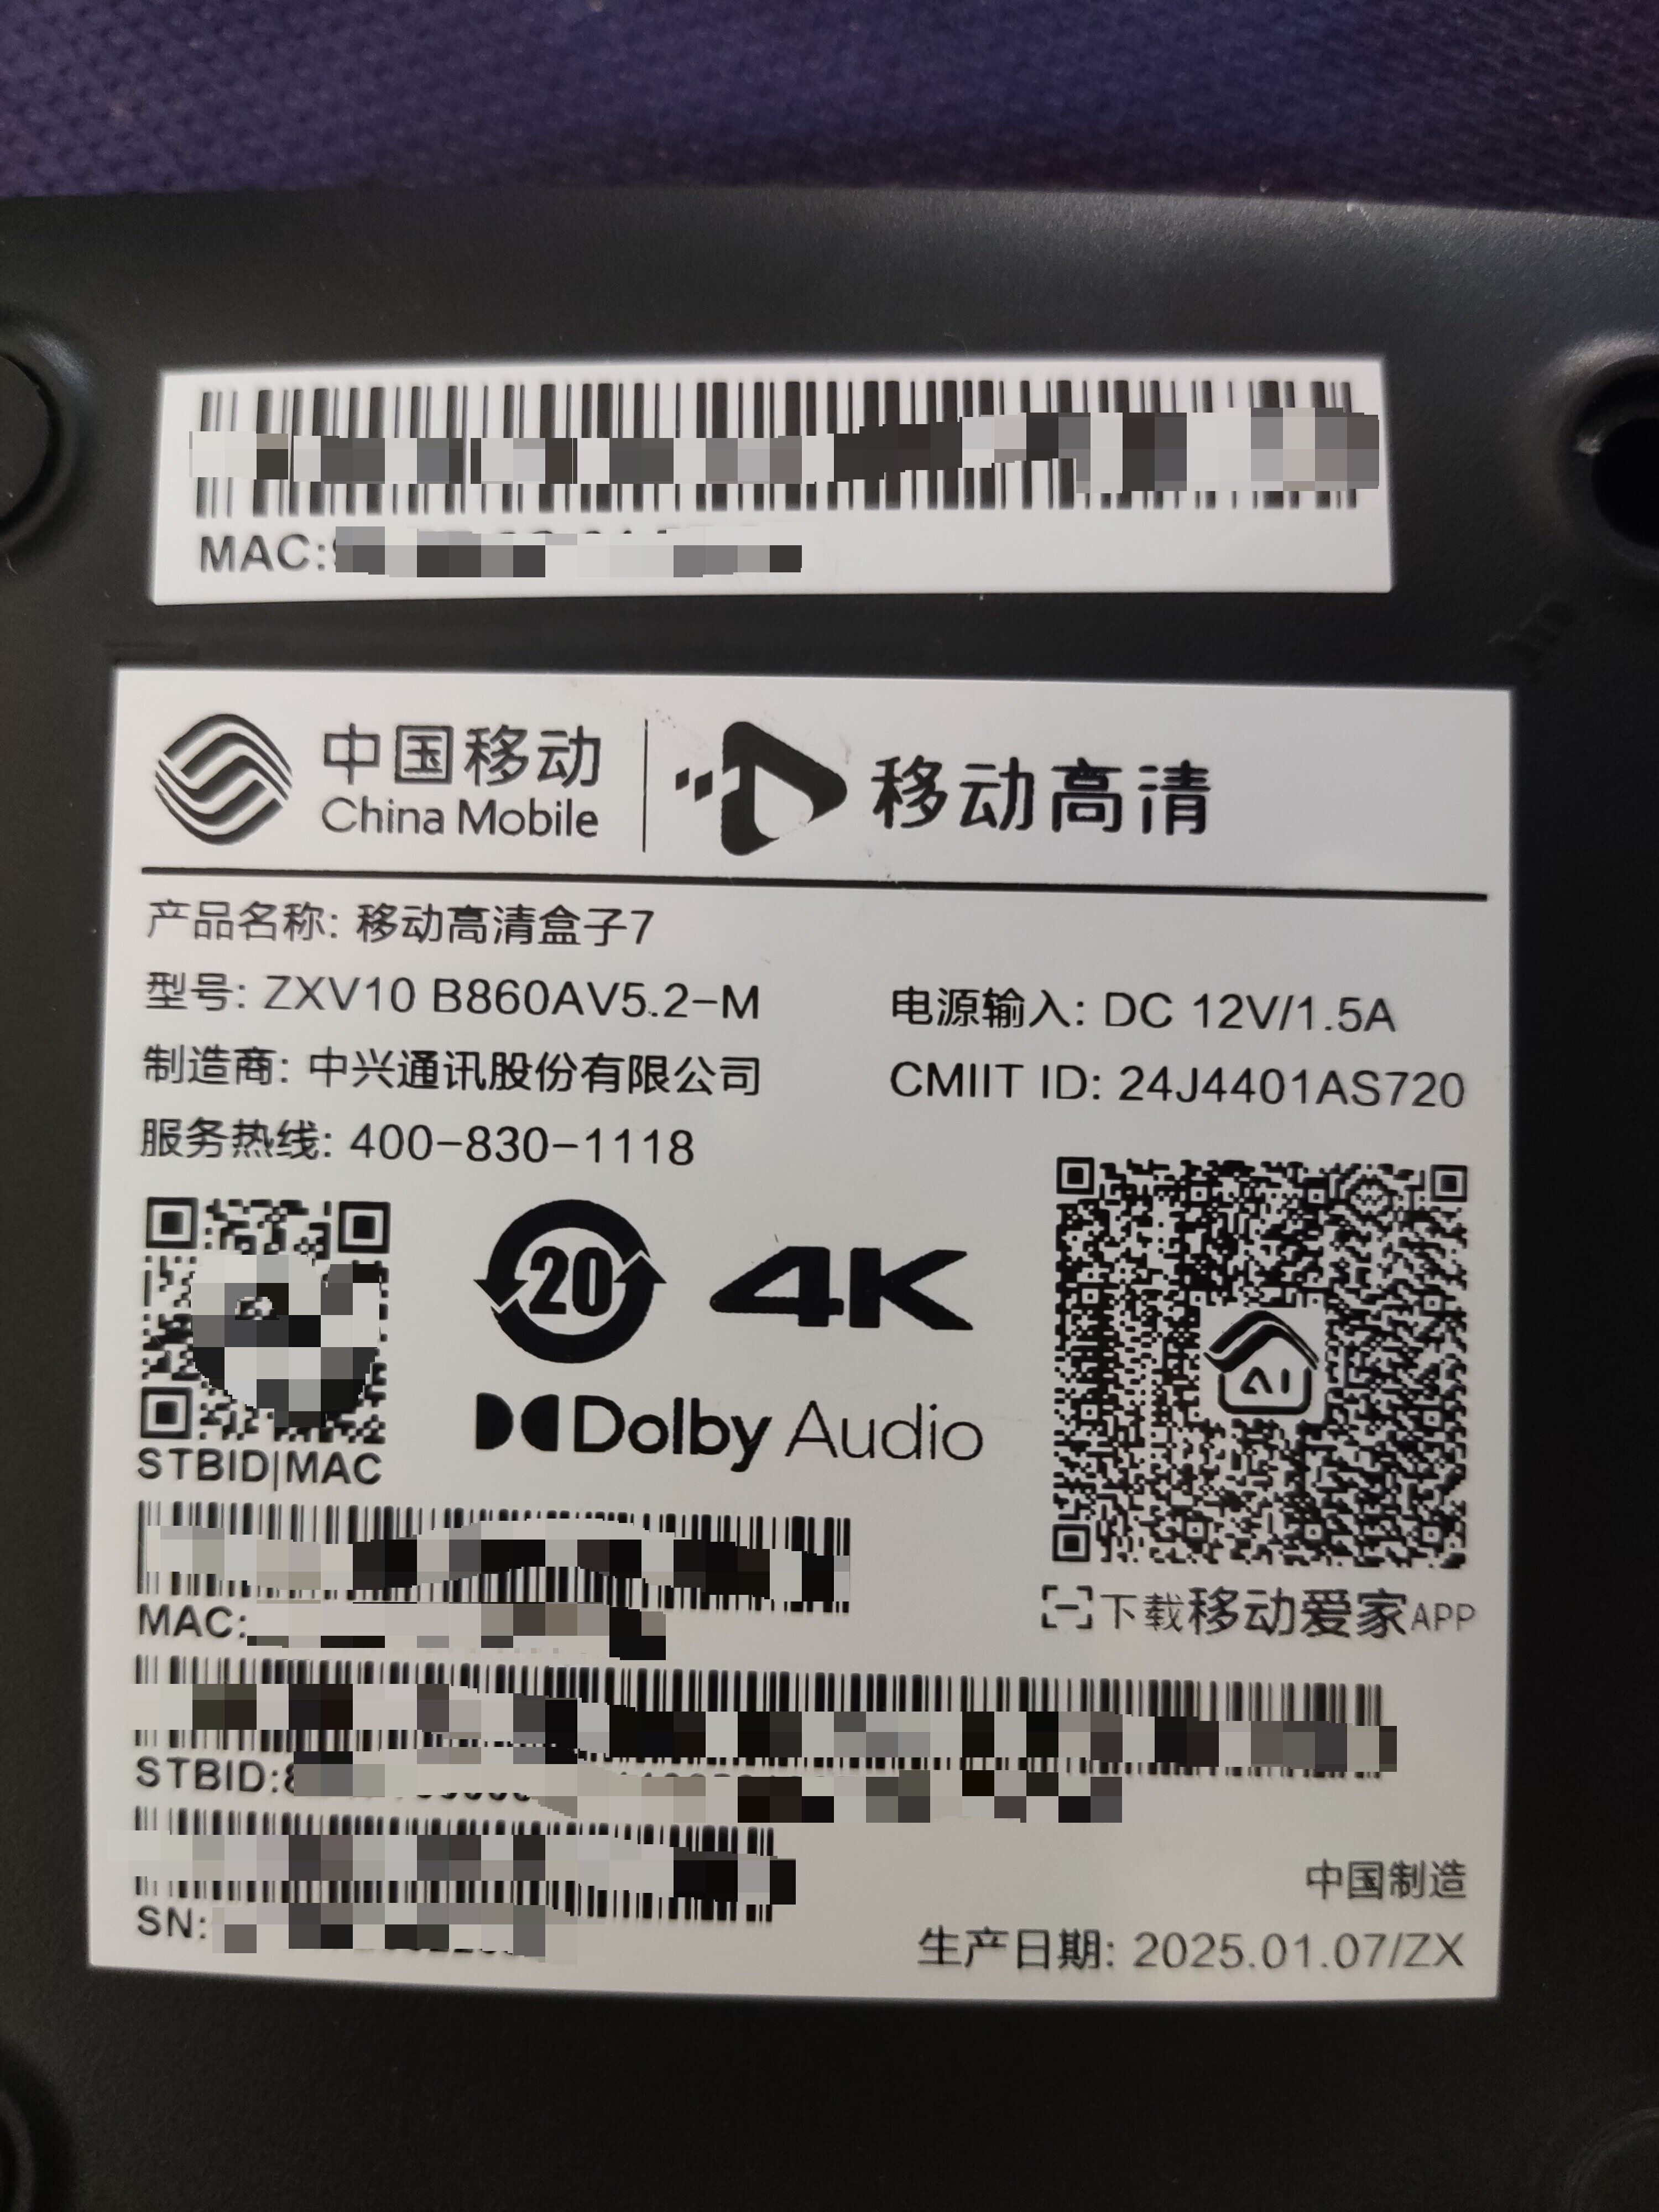 MAC:
中国移动
China Mobile
移动高清
产品名称: 移动高清盒子7
型号: ZXV10 B860AV5.2-M
电源输入: DC 12V/1.5A
制造商: 中兴通讯股份有限公司
CMIIT ID: 24J4401AS720
服务热线: 400-830-1118
20
4K
Dolby Audio
AI
STBID|MAC
下载移动爱家APP
MAC:
STBID:8
SN:
中国制造
生产日期: 2025.01.07/ZX